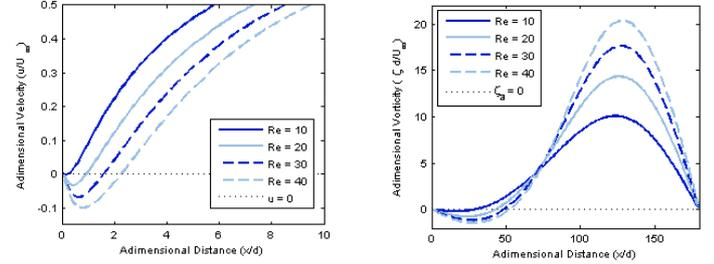 0.5
0.4
0.3
0.2
0.1
0
-0.1
0 2 4 6 8 10
Adimensional Velocity (u/U∞)
Adimensional Distance (x/d)
Re = 10
Re = 20
Re = 30
Re = 40
u = 0
20
15
10
5
0
0 50 100 150
Adimensional Vorticity ( ζ d/U∞)
Adimensional Distance (x/d)
Re = 10
Re = 20
Re = 30
Re = 40
ζa = 0